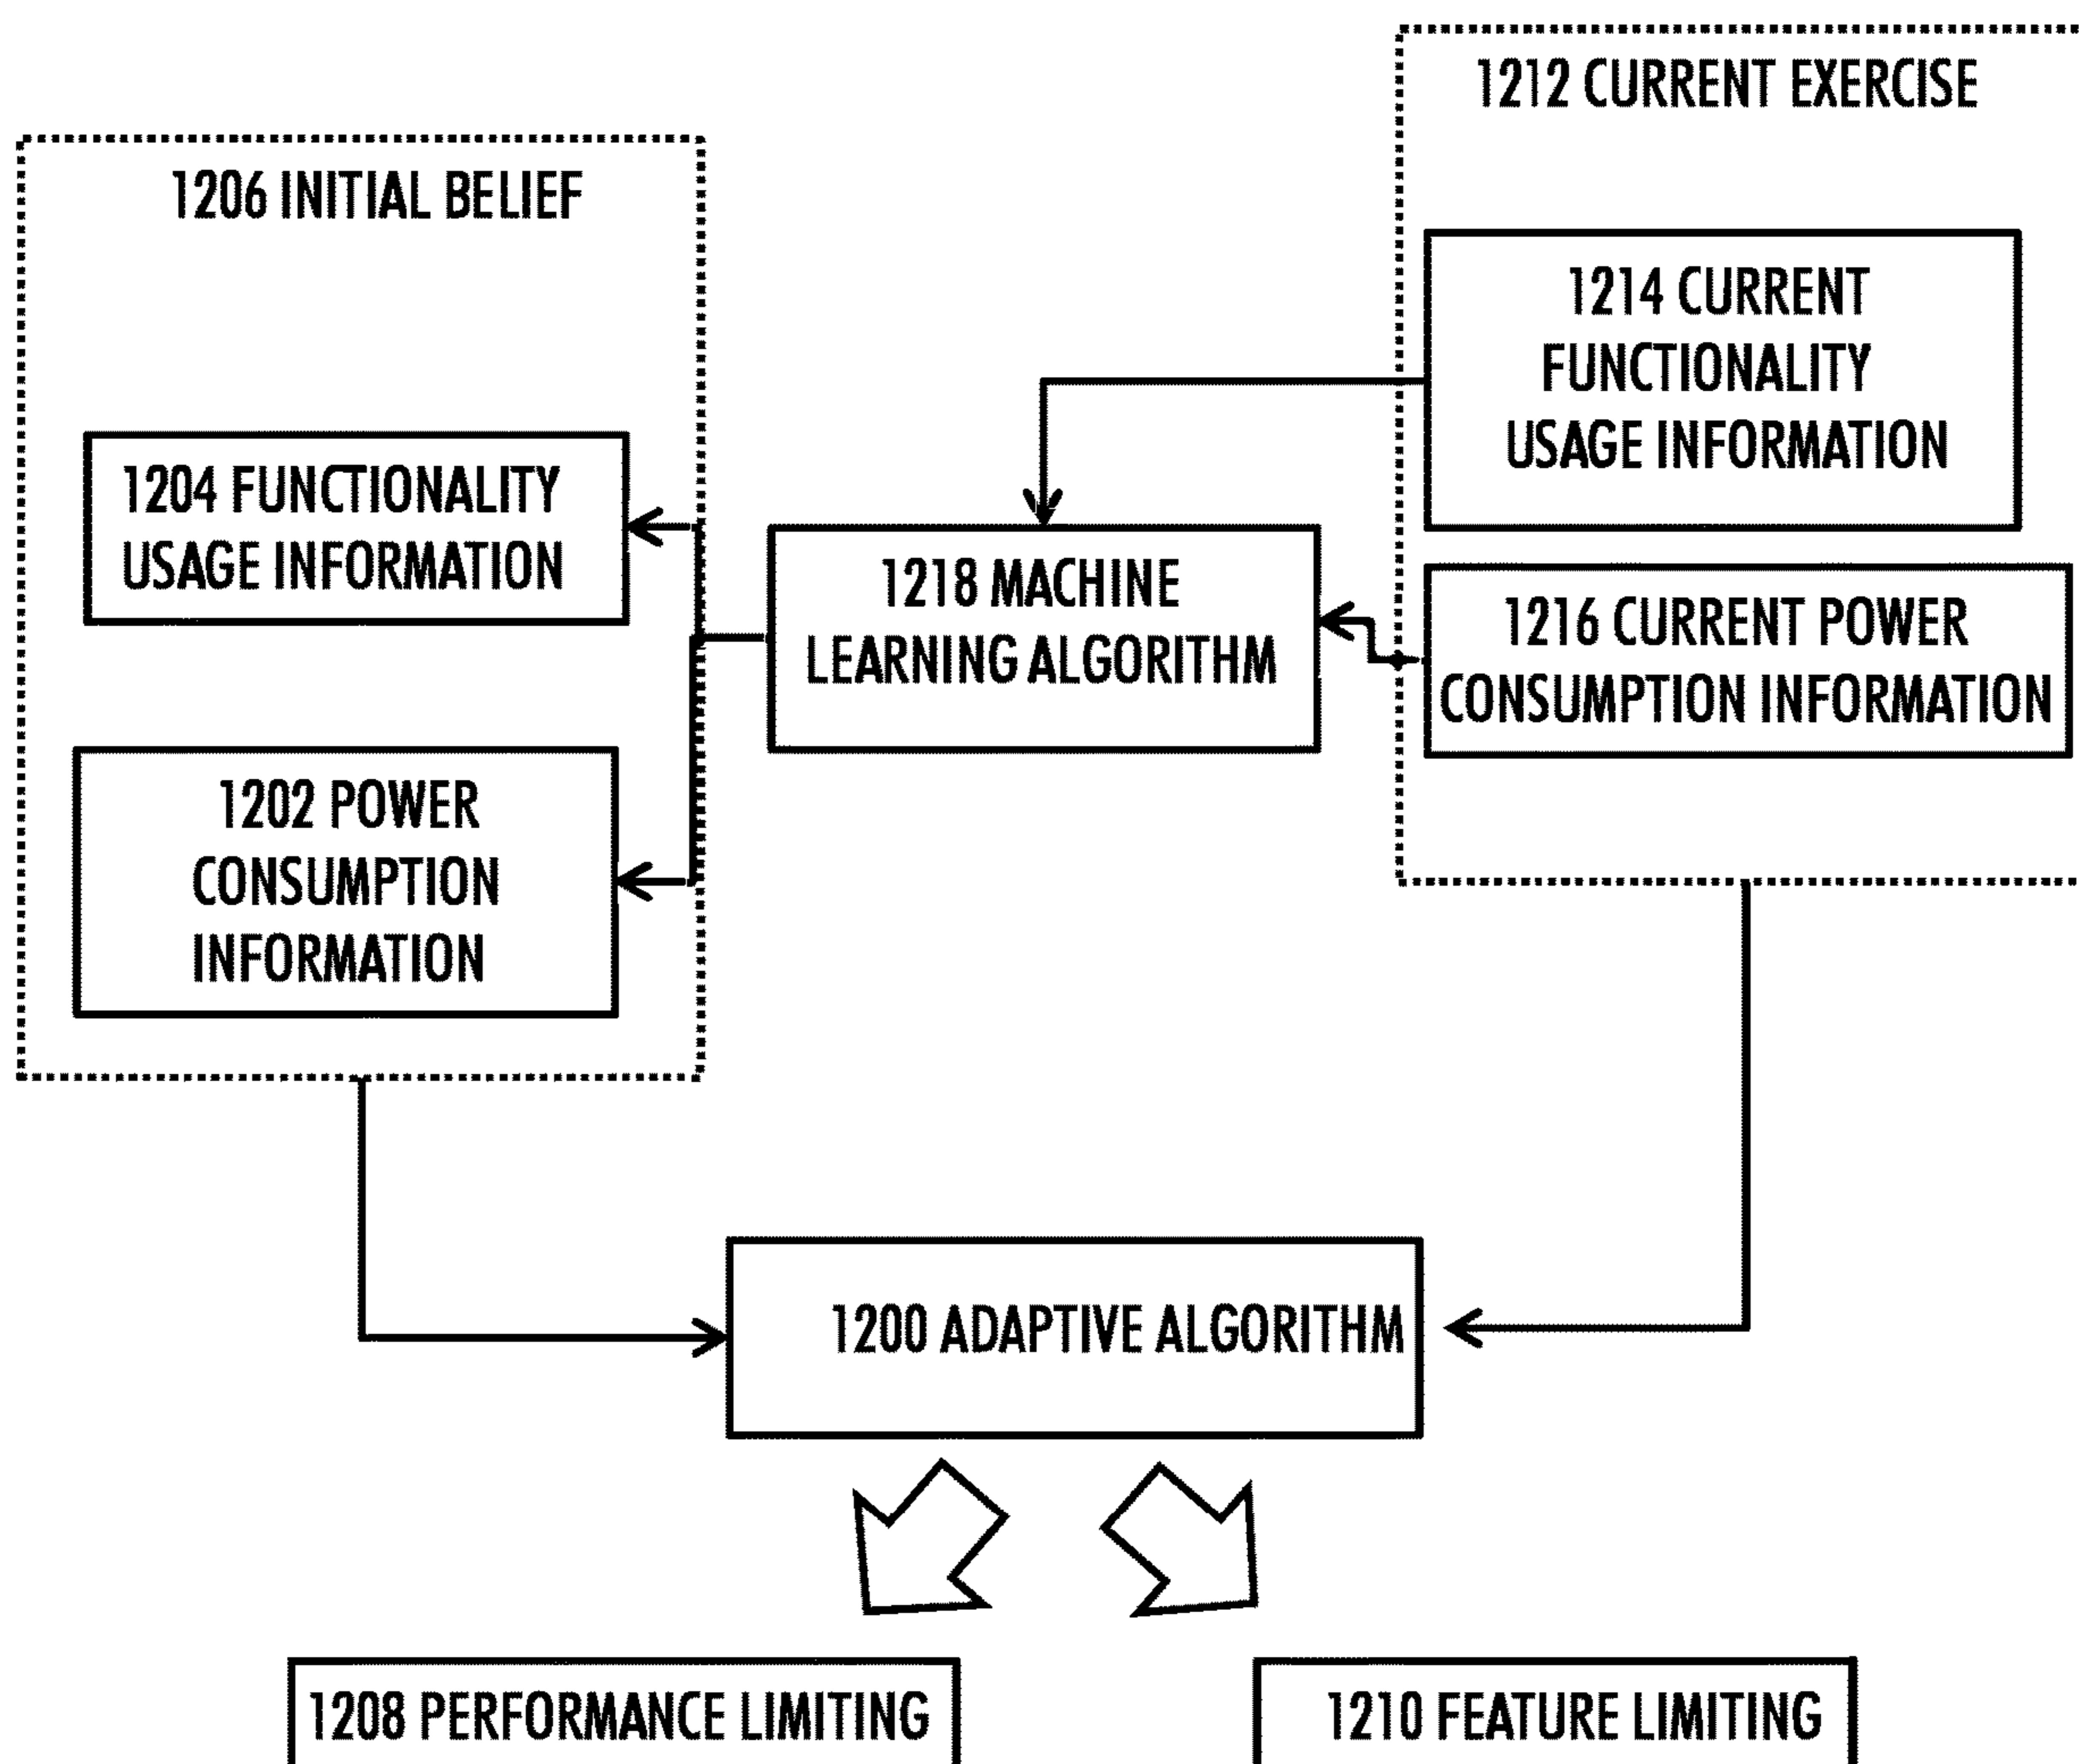 1212 CURRENT EXERCISE
1206 INITIAL BELIEF
1214 CURRENT
FUNCTIONALITY
USAGE INFORMATION
1204 FUNCTIONALITY
USAGE INFORMATION
1218 MACHINE
LEARNING ALGORITHM
1216 CURRENT POWER
CONSUMPTION INFORMATION
1202 POWER
CONSUMPTION
INFORMATION
1200 ADAPTIVE ALGORITHM
1208 PERFORMANCE LIMITING
1210 FEATURE LIMITING